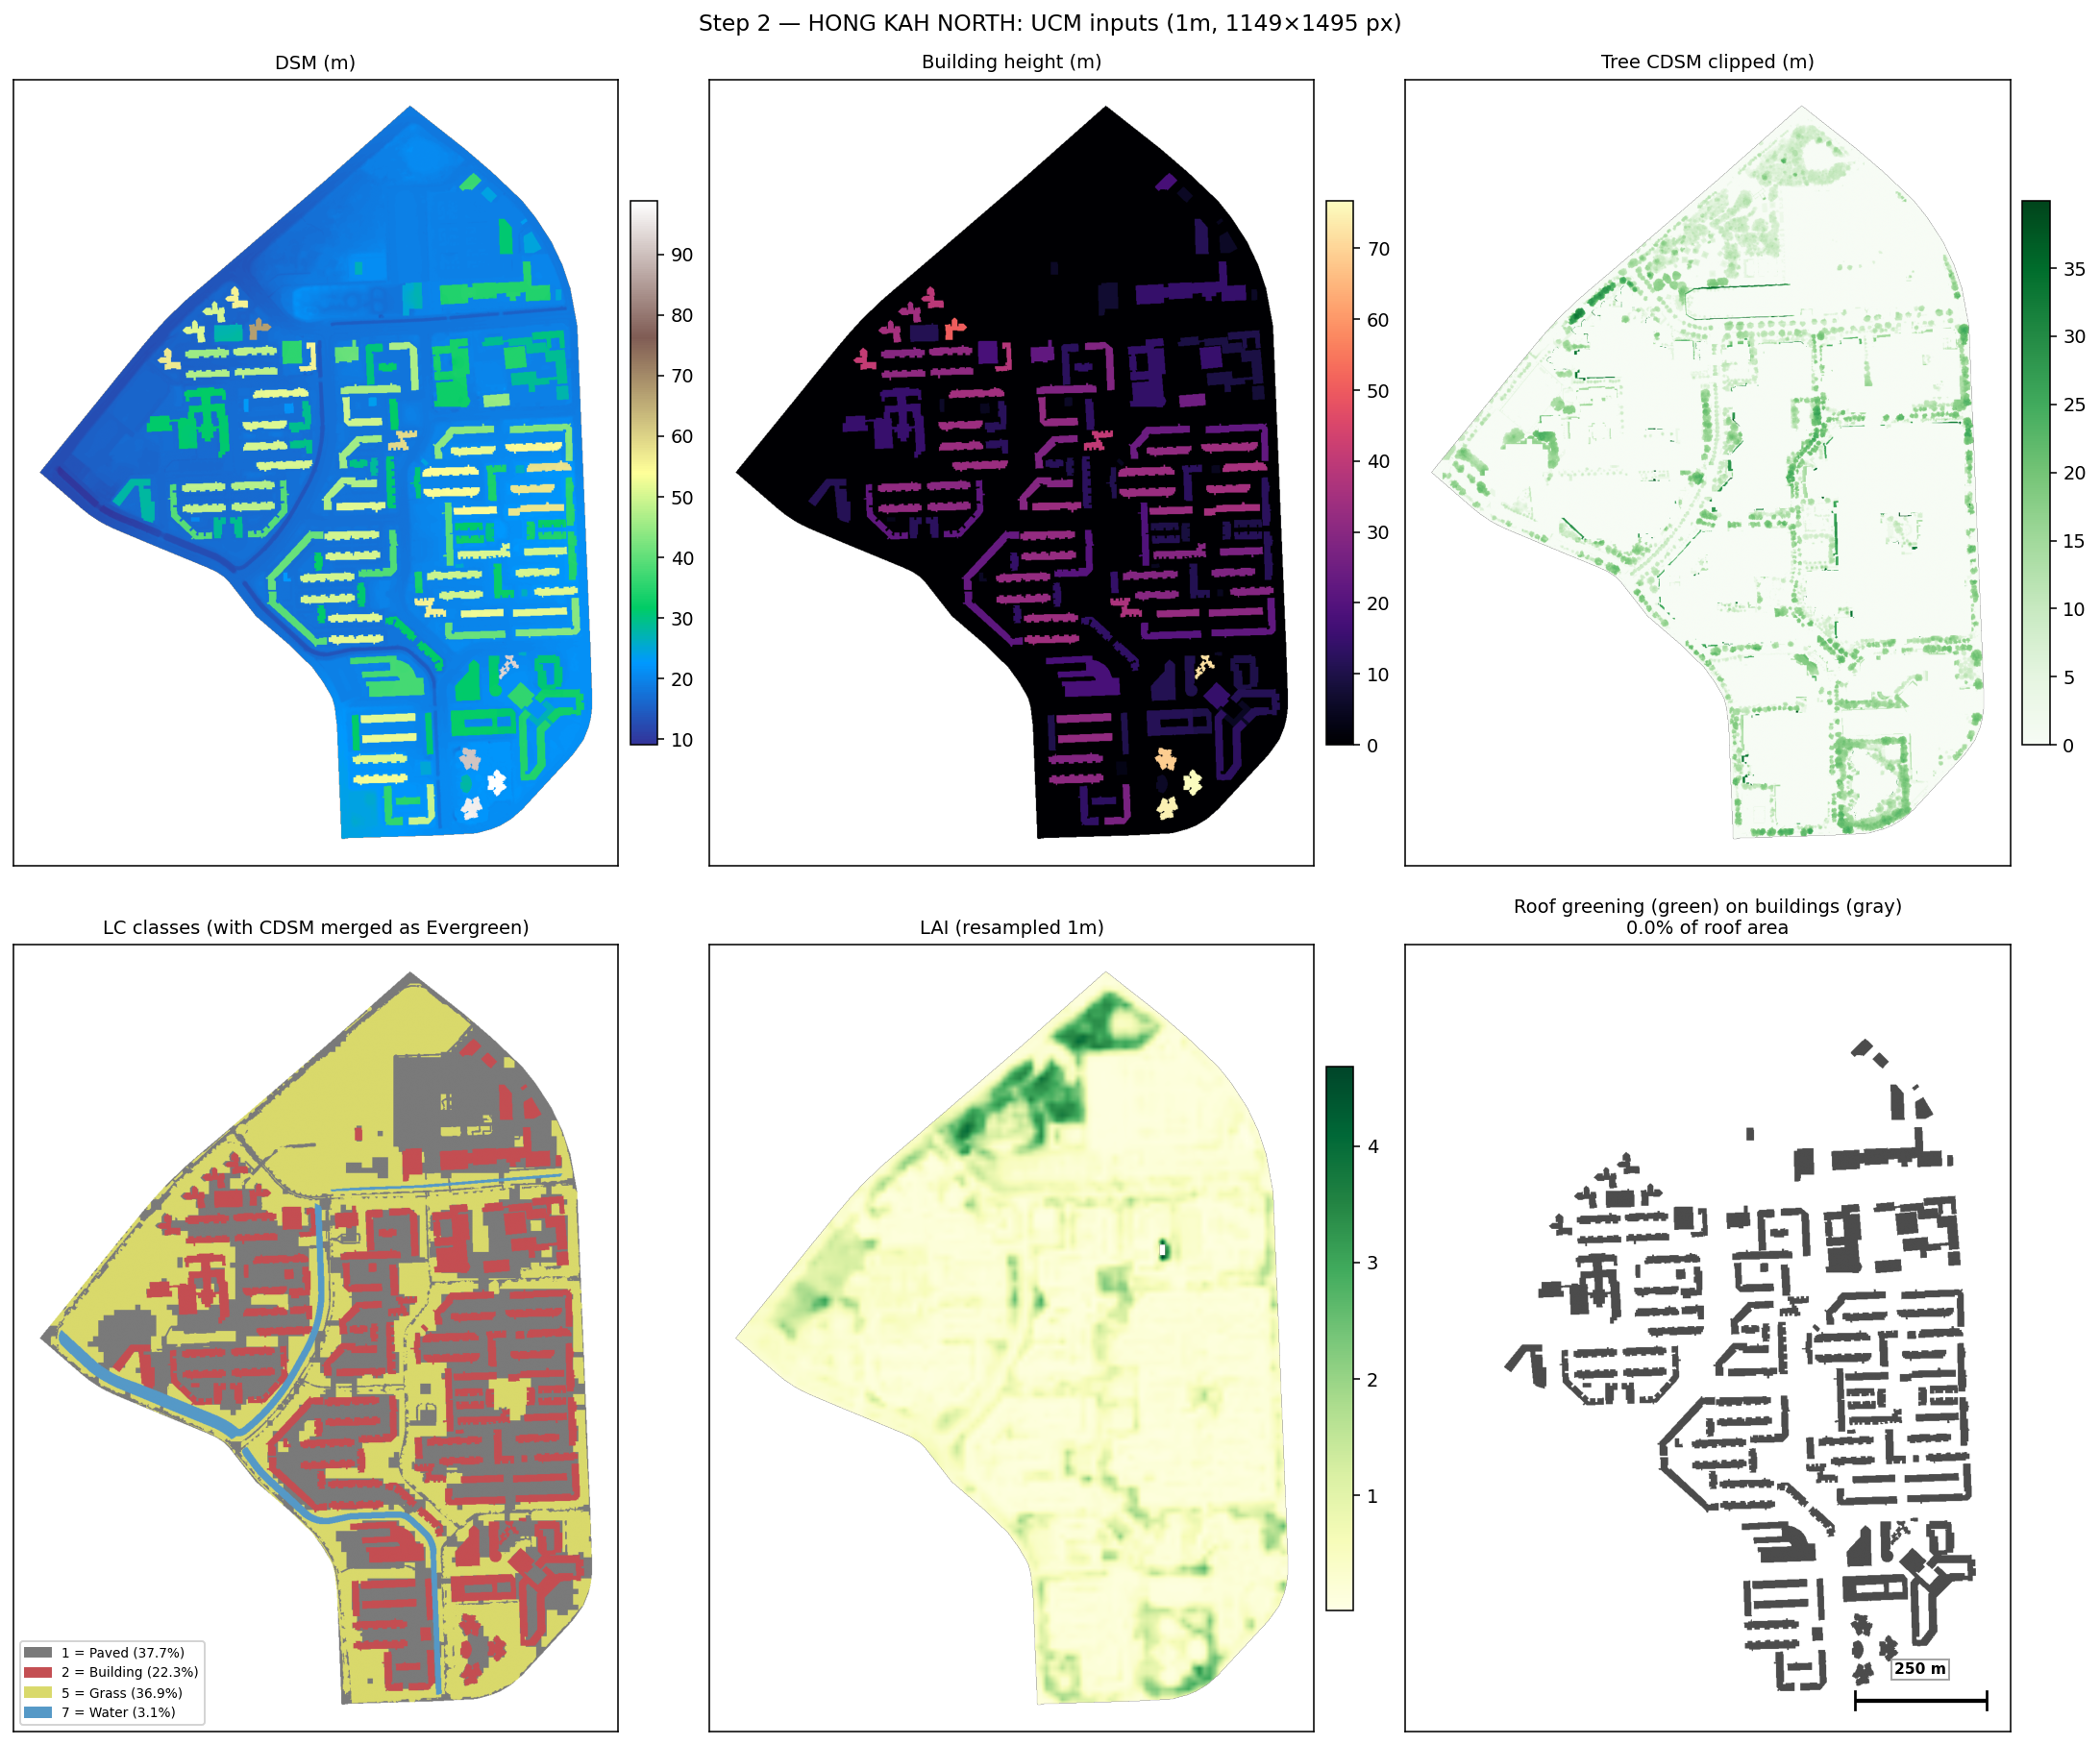 Step 2 — HONG KAH NORTH: UCM inputs (1m, 1149×1495 px)
DSM (m)
90
80
70
60
50
40
30
20
10
Building height (m)
70
60
50
40
30
20
10
0
Tree CDSM clipped (m)
35
30
25
20
15
10
5
0
LC classes (with CDSM merged as Evergreen)
1 = Paved (37.7%)
2 = Building (22.3%)
5 = Grass (36.9%)
7 = Water (3.1%)
LAI (resampled 1m)
4
3
2
1
Roof greening (green) on buildings (gray)
0.0% of roof area
250 m